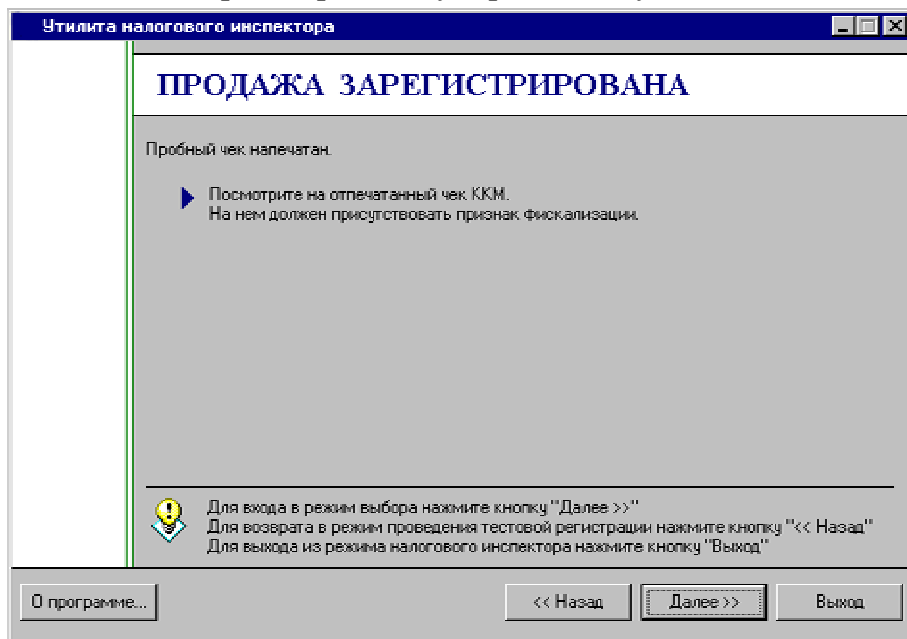 Утилита налогового инспектора
ПРОДАЖА ЗАРЕГИСТРИРОВАНА
Пробный чек напечатан.
Посмотрите на отпечатанный чек ККМ.
На нем должен присутствовать признак фискализации.
Для входа в режим выбора нажмите кнопку "Далее >>"
Для возврата в режим проведения тестовой регистрации нажмите кнопку "<< Назад"
Для выхода из режима налогового инспектора нажмите кнопку "Выход"
О программе...
<< Назад
Далее >>
Выход